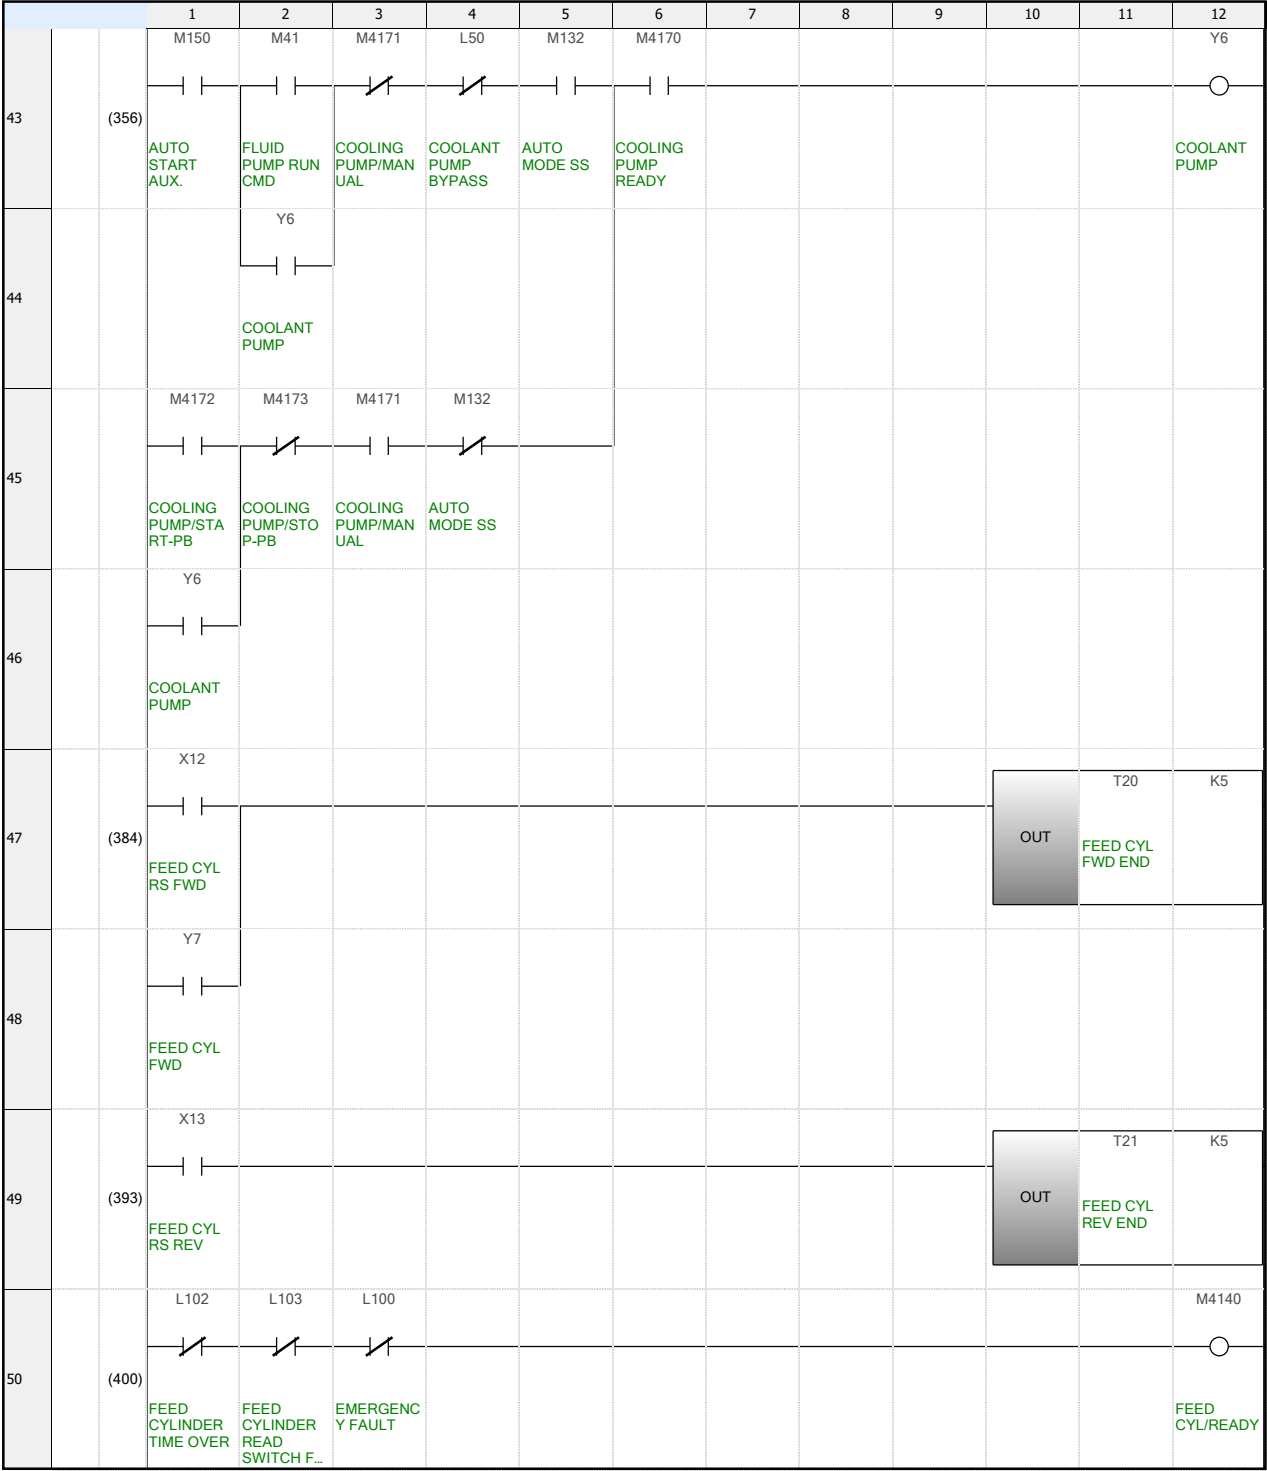 1 2 3 4 5 6 7 8 9 10 11 12
M150 M41 M4171 L50 M132 M4170 Y6
43 (356)
AUTO FLUID COOLING COOLANT AUTO COOLING COOLANT
START PUMP RUN PUMP/MAN PUMP MODE SS PUMP PUMP
AUX. CMD UAL BYPASS READY
Y6
44
COOLANT
PUMP
M4172 M4173 M4171 M132
45
COOLING COOLING COOLING AUTO
PUMP/STA PUMP/STO PUMP/MAN MODE SS
RT-PB P-PB UAL
Y6
46
COOLANT
PUMP
X12
T20 K5
47 (384) OUT
FEED CYL
FWD END
FEED CYL
RS FWD
Y7
48
FEED CYL
FWD
X13
T21 K5
49 (393) OUT
FEED CYL
REV END
FEED CYL
RS REV
L102 L103 L100 M4140
50 (400)
FEED FEED EMERGENC FEED
CYLINDER CYLINDER Y FAULT CYL/READY
TIME OVER READ
SWITCH F...